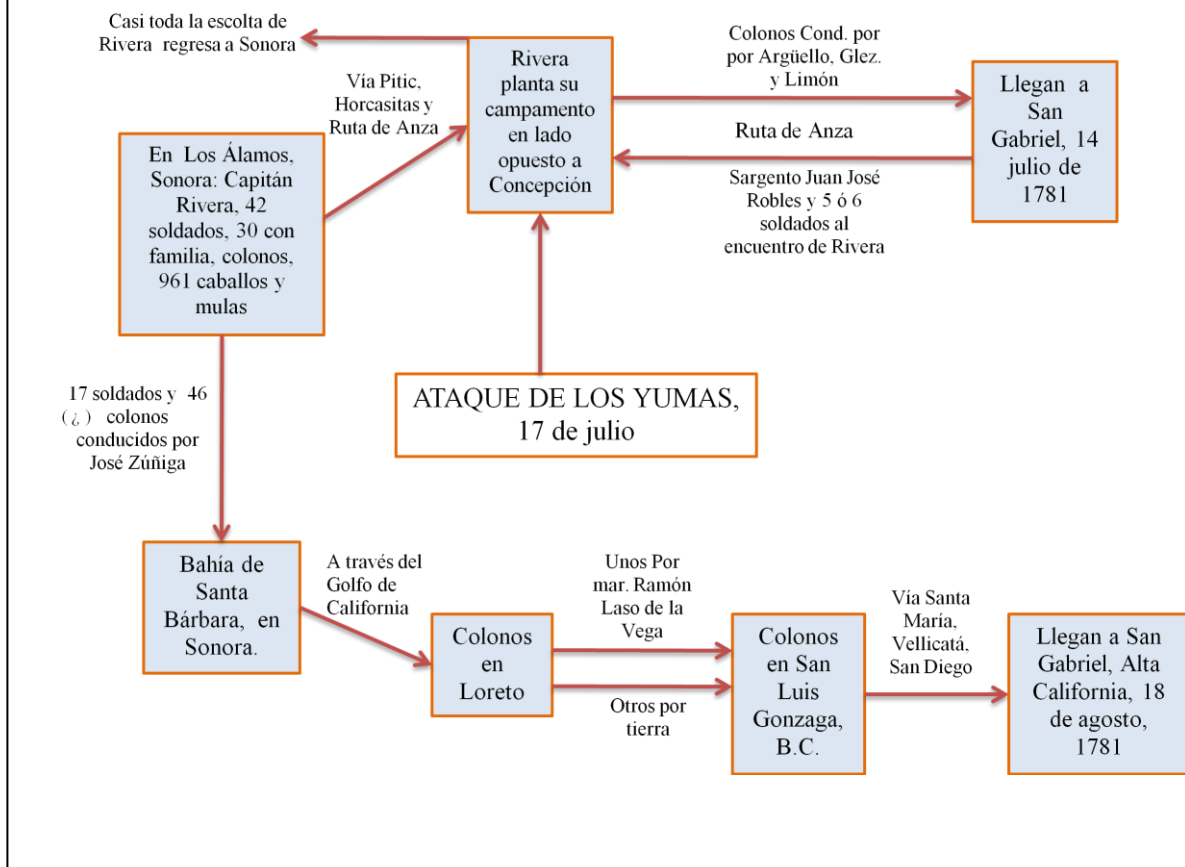 Casi toda la escolta de
Rivera regresa a Sonora
Vía Pitic,
Horcasitas y
Ruta de Anza
Rivera
planta su
campamento
en lado
opuesto a
Concepción
Colonos Cond. por
por Argüello, Glez.
y Limón
Llegan a
San
Gabriel, 14
julio de
1781
Ruta de Anza
Sargento Juan José
Robles y 5 ó 6
soldados al
encuentro de Rivera
En Los Álamos,
Sonora: Capitán
Rivera, 42
soldados, 30 con
familia, colonos,
961 caballos y
mulas
17 soldados y 46
(¿) colonos
conducidos por
José Zúñiga
ATAQUE DE LOS YUMAS,
17 de julio
Bahía de
Santa
Bárbara, en
Sonora.
A través del
Golfo de
California
Colonos
en
Loreto
Unos Por
mar. Ramón
Laso de la
Vega
Otros por
tierra
Colonos
en San
Luis
Gonzaga,
B.C.
Vía Santa
María,
Vellicatá,
San Diego
Llegan a San
Gabriel, Alta
California, 18
de agosto,
1781